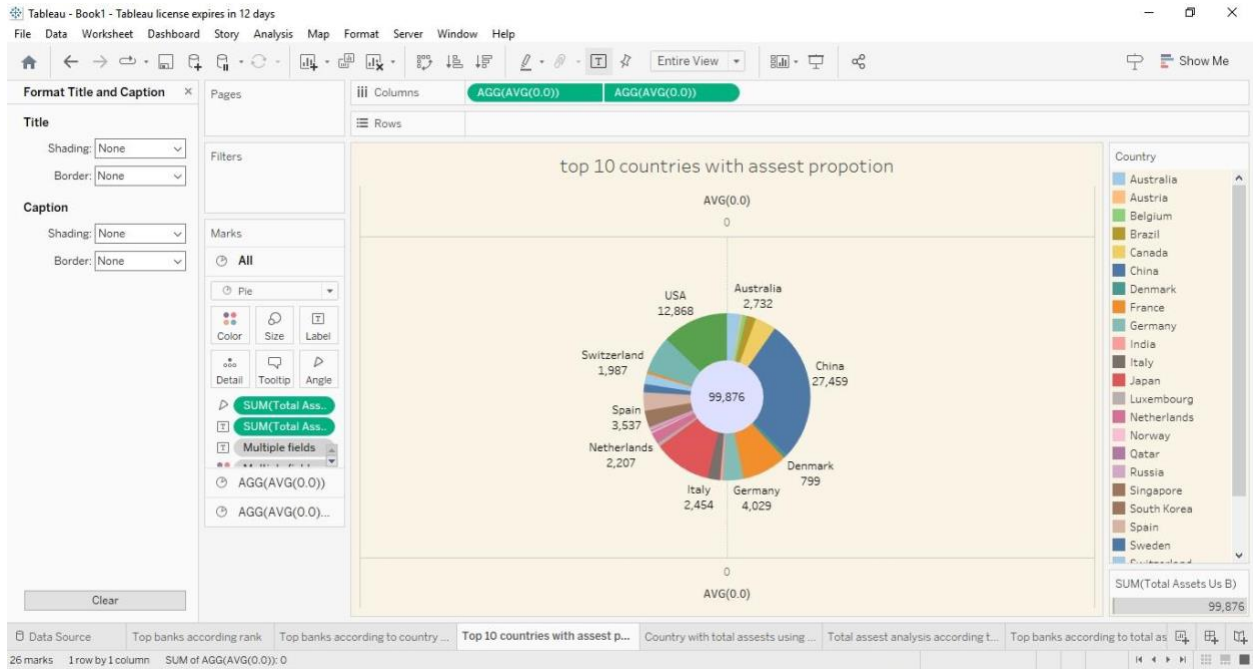 Tableau - Book1 - Tableau license expires in 12 days
File Data Worksheet Dashboard Story Analysis Map Format Server Window Help
Entire View
Show Me
Format Title and Caption
Title
Shading: None
Border: None
Caption
Shading: None
Border: None
Clear
Pages
Filters
Marks
All
Pie
Color Size Label
Detail Tooltip Angle
SUM(Total Ass..
SUM(Total Ass..
Multiple fields
AGG(AVG(0.0))
AGG(AVG(0.0)...
Columns AGG(AVG(0.0)) AGG(AVG(0.0))
Rows
top 10 countries with assest propotion
AVG(0.0)
0
USA
12,868
Australia
2,732
Switzerland
1,987
China
27,459
99,876
Spain
3,537
Netherlands
2,207
Denmark
799
Italy
2,454
Germany
4,029
0
AVG(0.0)
Country
Australia
Austria
Belgium
Brazil
Canada
China
Denmark
France
Germany
India
Italy
Japan
Luxembourg
Netherlands
Norway
Qatar
Russia
Singapore
South Korea
Spain
Sweden
SUM(Total Assets Us B)
99,876
Data Source Top banks according rank Top banks according to country ... Top 10 countries with assest p... Country with total assests using ... Total assest analysis according t... Top banks according to total as
26 marks 1 row by 1 column SUM of AGG(AVG(0.0)): 0